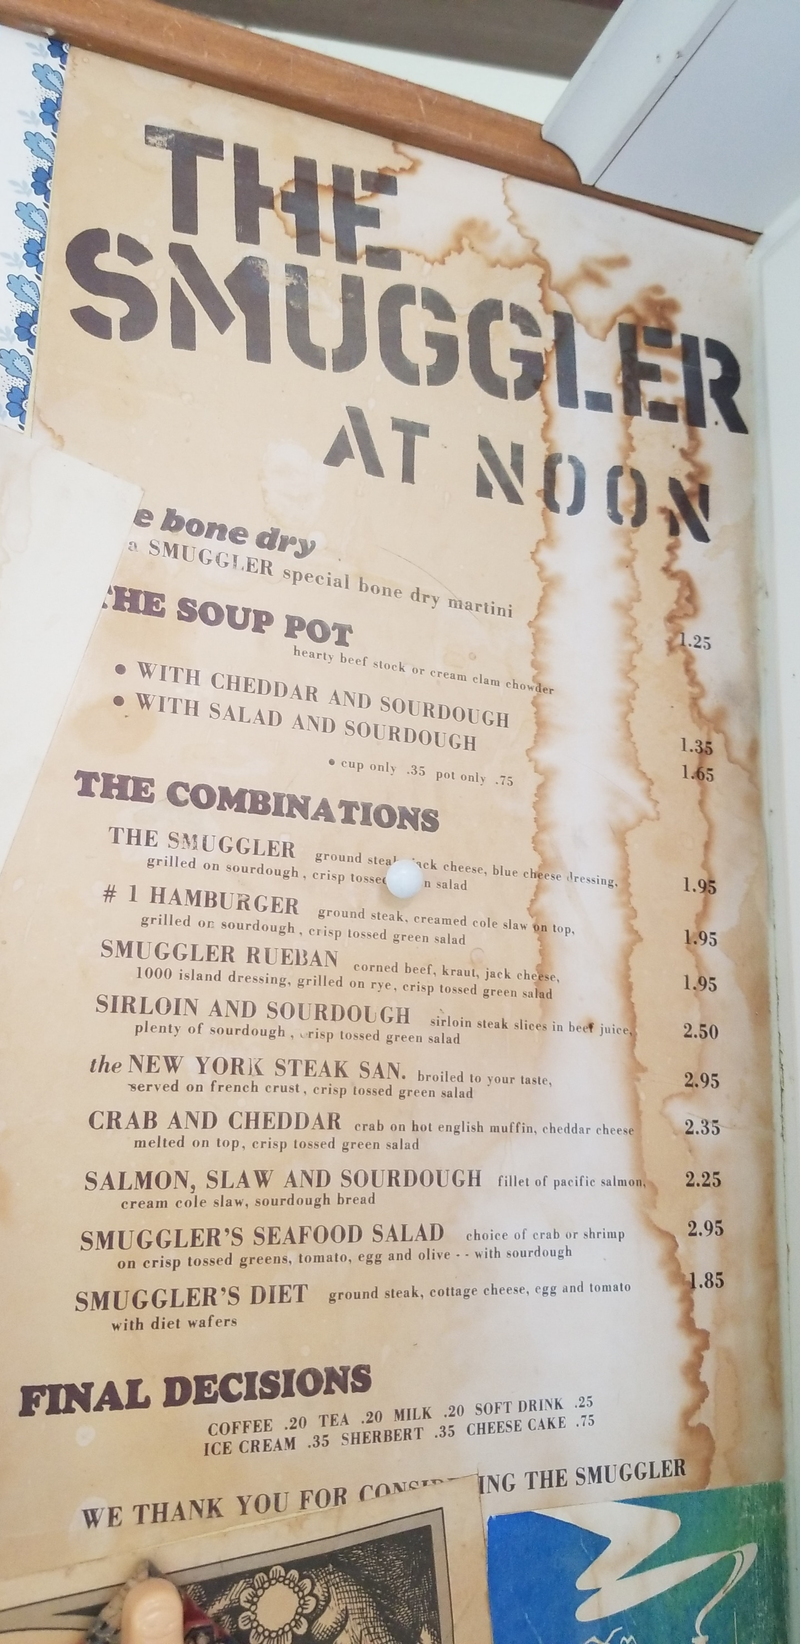 THE
SMUGGLER
AT NOON
e bone dry
a SMUGGLER special bone dry martini
THE SOUP POT
hearty beef stock or cream clam chowder 1.25
• WITH CHEDDAR AND SOURDOUGH 1.35
• WITH SALAD AND SOURDOUGH 1.65
• cup only .35 pot only .75
THE COMBINATIONS
THE SMUGGLER ground steak jack cheese, blue cheese dressing, 1.95
grilled on sourdough, crisp tossed n salad
# 1 HAMBURGER ground steak, creamed cole slaw on top, 1.95
grilled on sourdough, crisp tossed green salad
SMUGGLER RUEBAN corned beef, kraut, jack cheese, 1.95
1000 island dressing, grilled on rye, crisp tossed green salad
SIRLOIN AND SOURDOUGH sirloin steak slices in beef juice, 2.50
plenty of sourdough, crisp tossed green salad
the NEW YORK STEAK SAN. broiled to your taste, 2.95
served on french crust, crisp tossed green salad
CRAB AND CHEDDAR crab on hot english muffin, cheddar cheese 2.35
melted on top, crisp tossed green salad
SALMON, SLAW AND SOURDOUGH fillet of pacific salmon, 2.25
cream cole slaw, sourdough bread
SMUGGLER'S SEAFOOD SALAD choice of crab or shrimp 2.95
on crisp tossed greens, tomato, egg and olive - - with sourdough
SMUGGLER'S DIET ground steak, cottage cheese, egg and tomato 1.85
with diet wafers
FINAL DECISIONS
COFFEE .20 TEA .20 MILK .20 SOFT DRINK .25
ICE CREAM .35 SHERBERT .35 CHEESE CAKE .75
WE THANK YOU FOR CONSIDERING THE SMUGGLER